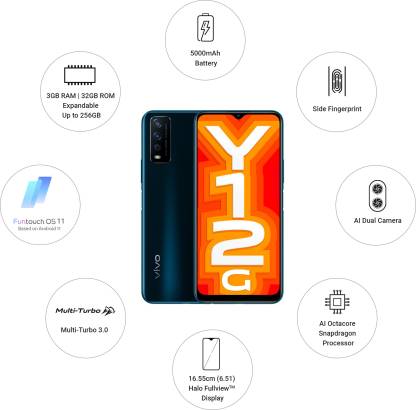 5000mAh
Battery
3GB RAM | 32GB ROM
Expandable
Up to 256GB
Side Fingerprint
Funtouch OS 11
Based on Android 11
AI Dual Camera
Y12G
vivo
Multi-Turbo
Multi-Turbo 3.0
AI Octacore
Snapdragon
Processor
16.55cm (6.51)
Halo Fullview™
Display